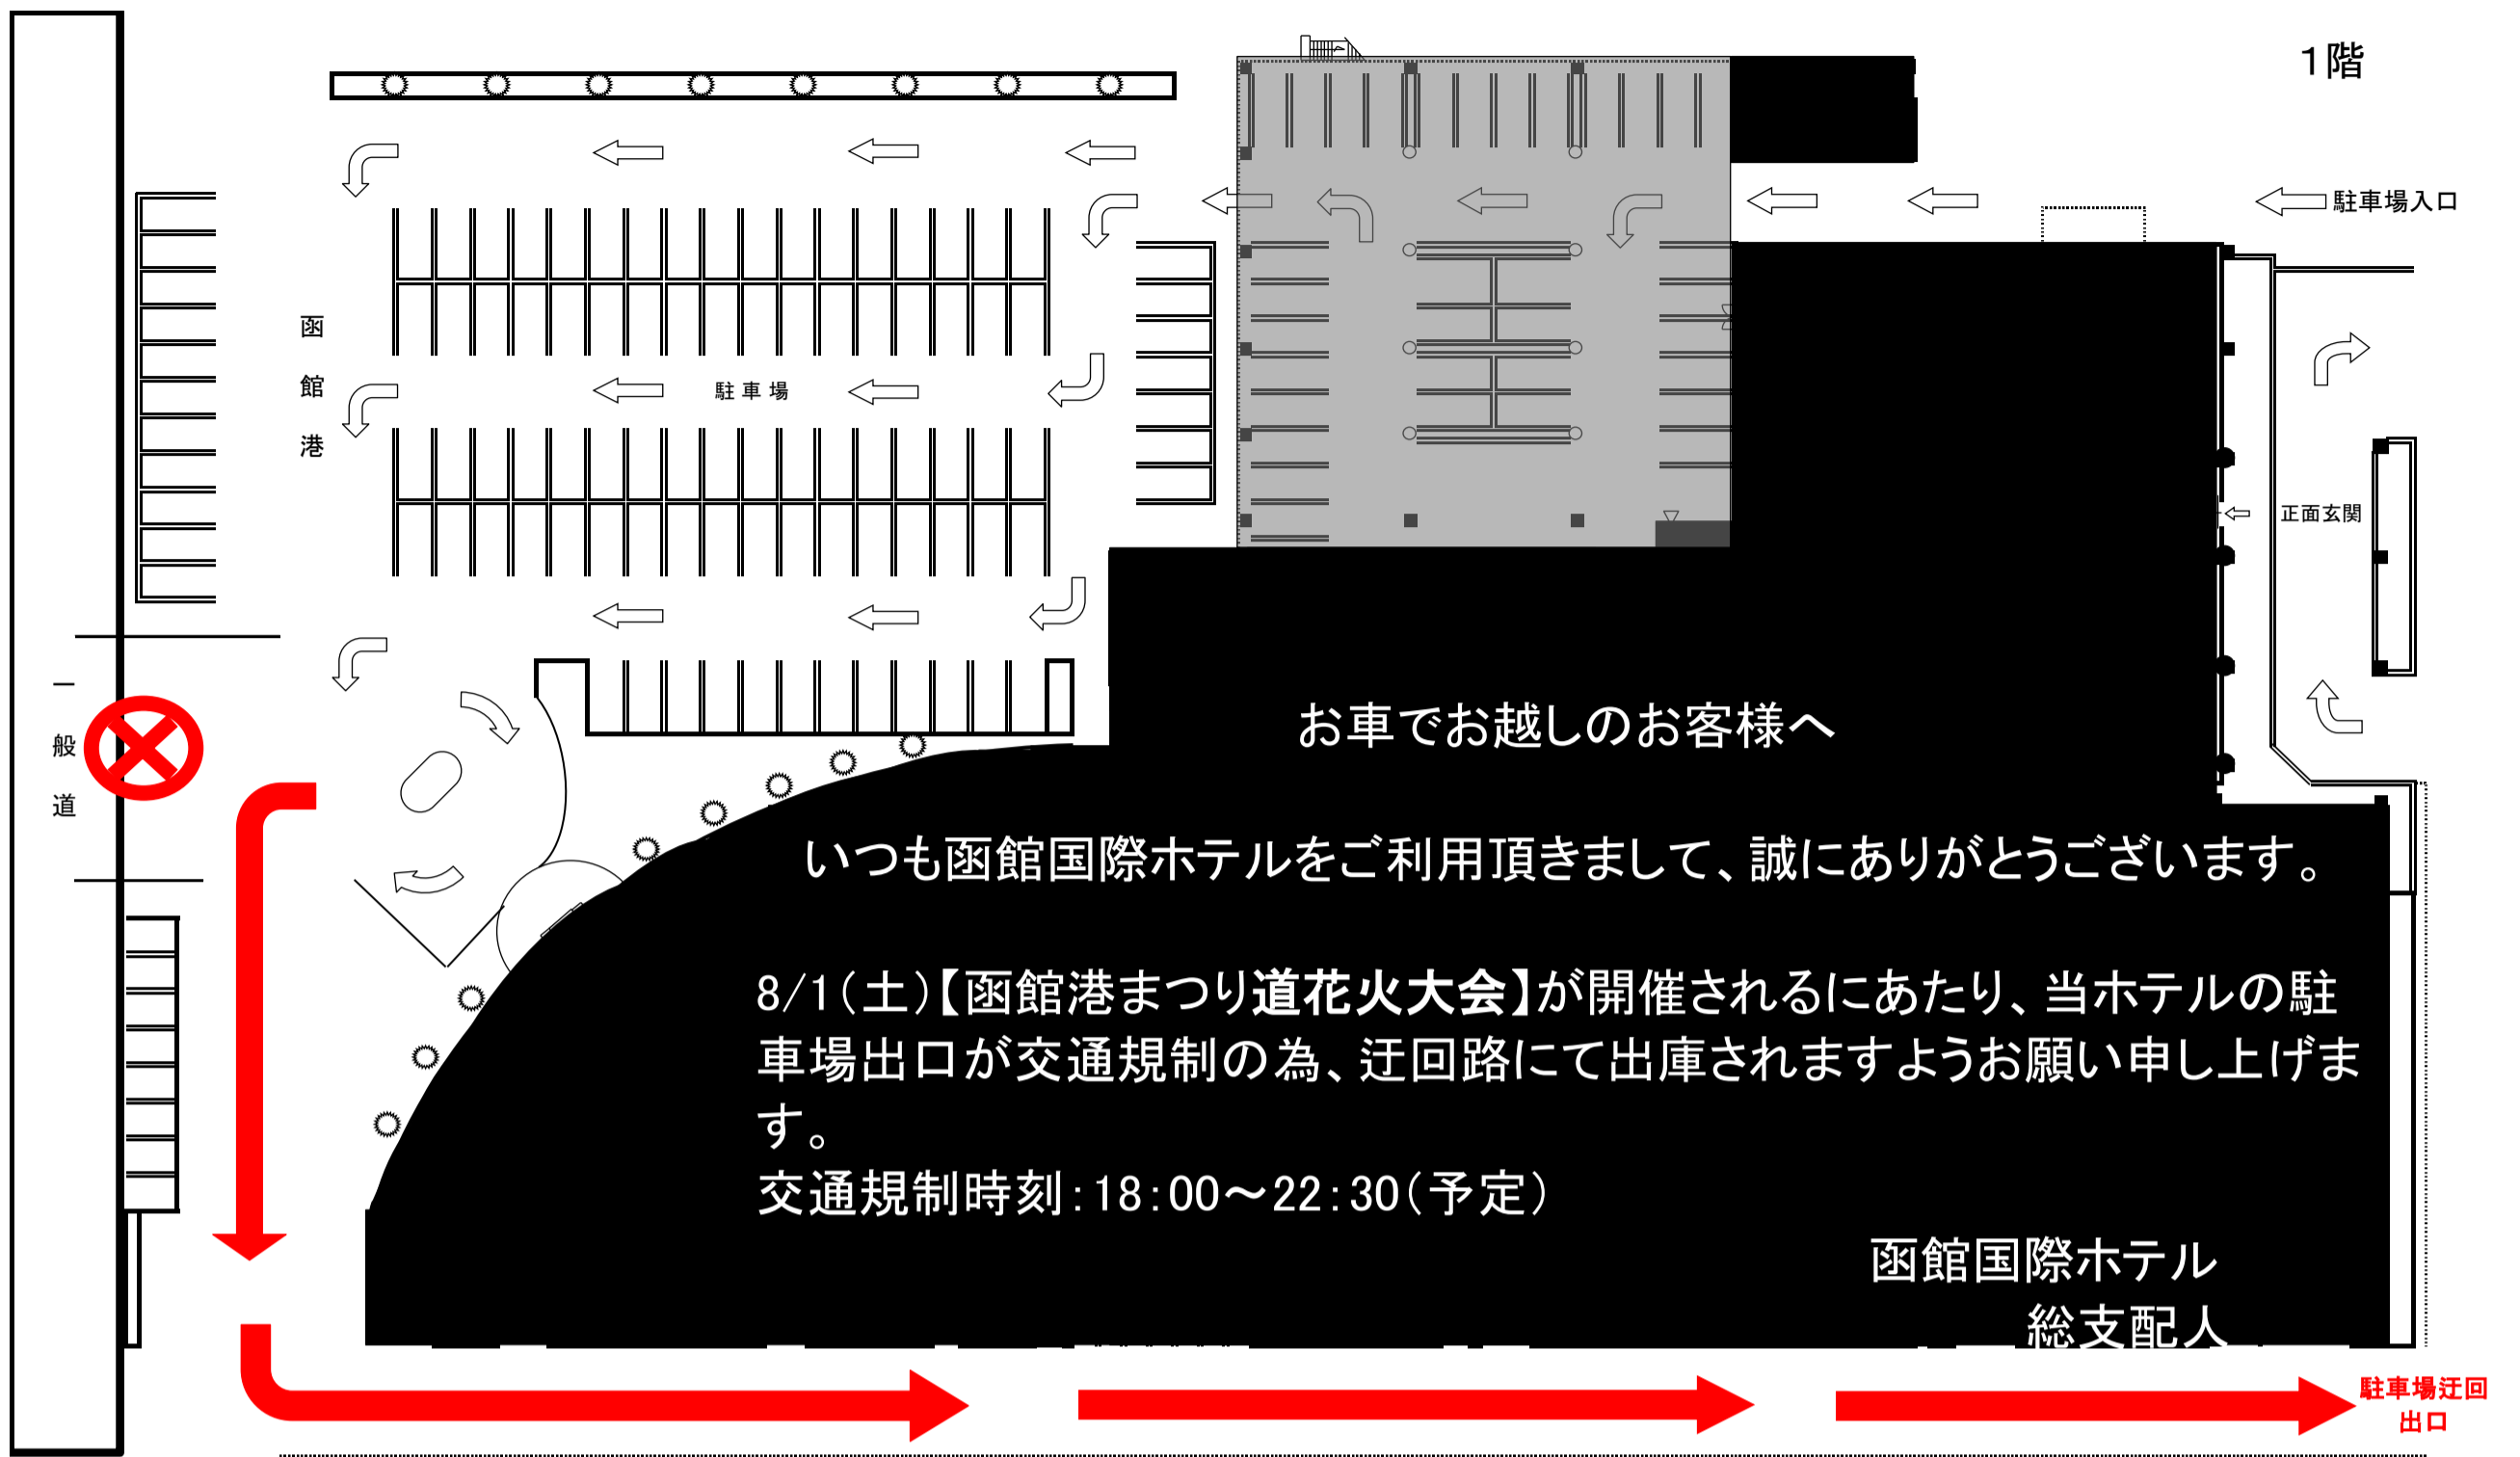 1階
駐車場入口
函館港
駐車場
正面玄関
一般道
お車でお越しのお客様へ
いつも函館国際ホテルをご利用頂きまして、誠にありがとうございます。
8/1(土)【函館港まつり道花火大会】が開催されるにあたり、当ホテルの駐
車場出口が交通規制の為、迂回路にて出庫されますようお願い申し上げま
す。
交通規制時刻:18:00~22:30(予定)
函館国際ホテル
総支配人
駐車場迂回
出口